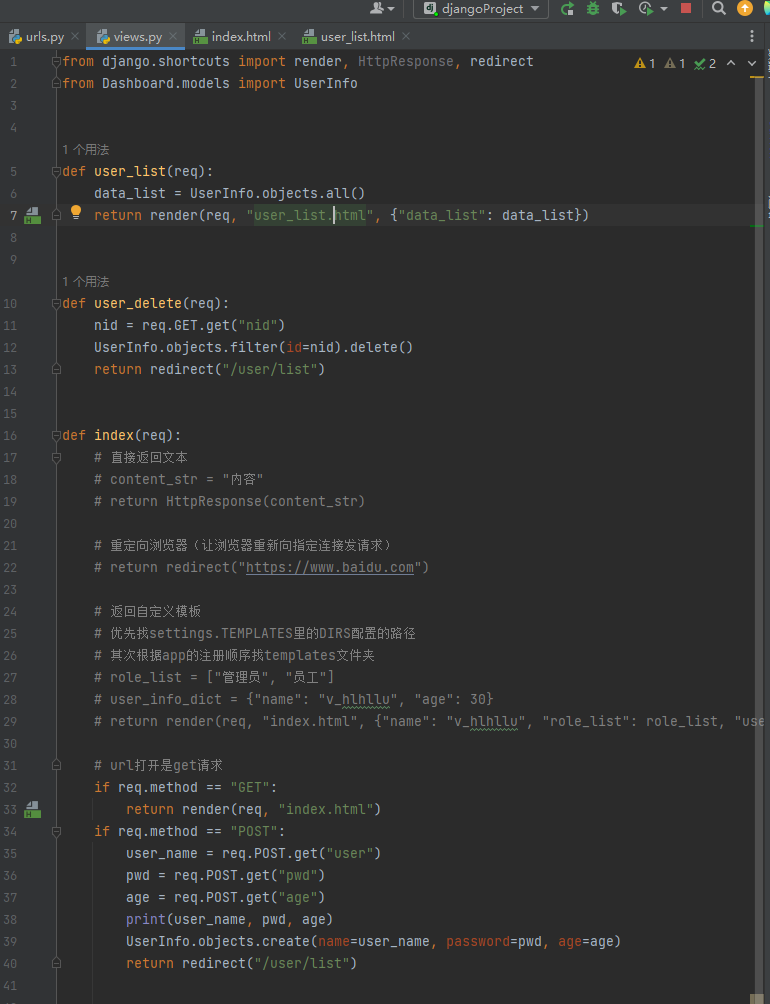 djangoProject
urls.py
views.py
index.html
user_list.html
1 from django.shortcuts import render, HttpResponse, redirect
1 1 2
2 from Dashboard.models import UserInfo
3
4
1 个用法
5 def user_list(req):
6 data_list = UserInfo.objects.all()
7 return render(req, "user_list.html", {"data_list": data_list})
8
9
1 个用法
10 def user_delete(req):
11 nid = req.GET.get("nid")
12 UserInfo.objects.filter(id=nid).delete()
13 return redirect("/user/list")
14
15
16 def index(req):
17 # 直接返回文本
18 # content_str = "内容"
19 # return HttpResponse(content_str)
20
21 # 重定向浏览器（让浏览器重新向指定连接发请求）
22 # return redirect("https://www.baidu.com")
23
24 # 返回自定义模板
25 # 优先找settings.TEMPLATES里的DIRS配置的路径
26 # 其次根据app的注册顺序找templates文件夹
27 # role_list = ["管理员", "员工"]
28 # user_info_dict = {"name": "v_hlhllu", "age": 30}
29 # return render(req, "index.html", {"name": "v_hlhllu", "role_list": role_list, "use
30
31 # url打开是get请求
32 if req.method == "GET":
33 return render(req, "index.html")
34 if req.method == "POST":
35 user_name = req.POST.get("user")
36 pwd = req.POST.get("pwd")
37 age = req.POST.get("age")
38 print(user_name, pwd, age)
39 UserInfo.objects.create(name=user_name, password=pwd, age=age)
40 return redirect("/user/list")
41